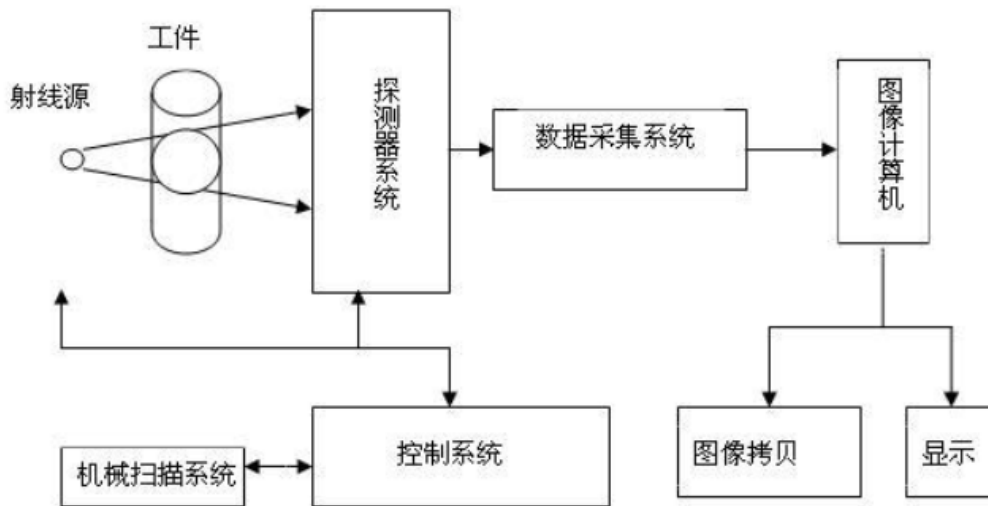 工件
射线源
探测器系统
数据采集系统
图像计算机
机械扫描系统
控制系统
图像拷贝
显示